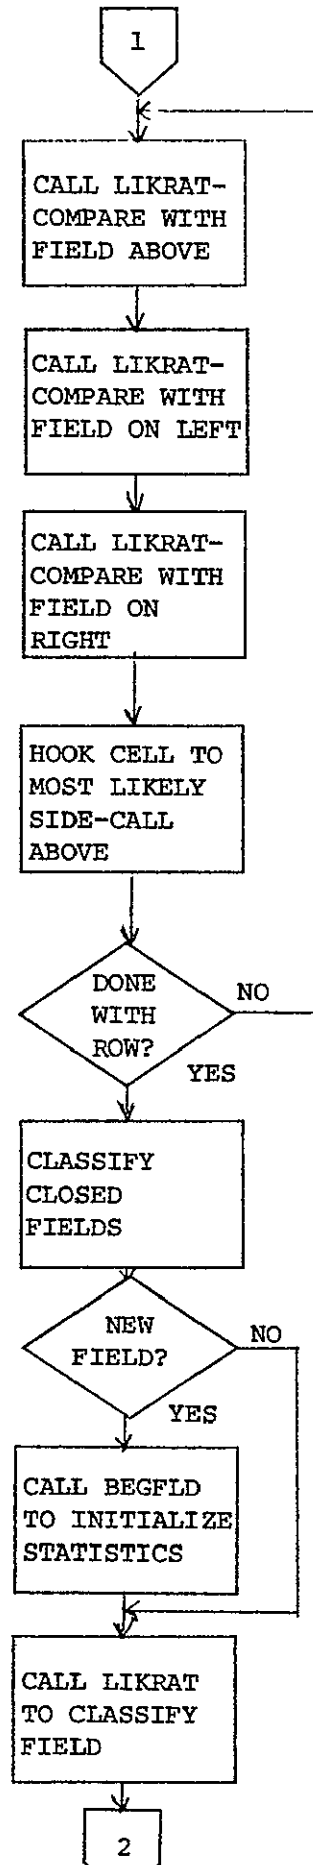 1
CALL LIKRAT-
COMPARE WITH
FIELD ABOVE
CALL LIKRAT-
COMPARE WITH
FIELD ON LEFT
CALL LIKRAT-
COMPARE WITH
FIELD ON
RIGHT
HOOK CELL TO
MOST LIKELY
SIDE-CALL
ABOVE
DONE
WITH
ROW?
NO
YES
CLASSIFY
CLOSED
FIELDS
NEW
FIELD?
NO
YES
CALL BEGFLD
TO INITIALIZE
STATISTICS
CALL LIKRAT
TO CLASSIFY
FIELD
2